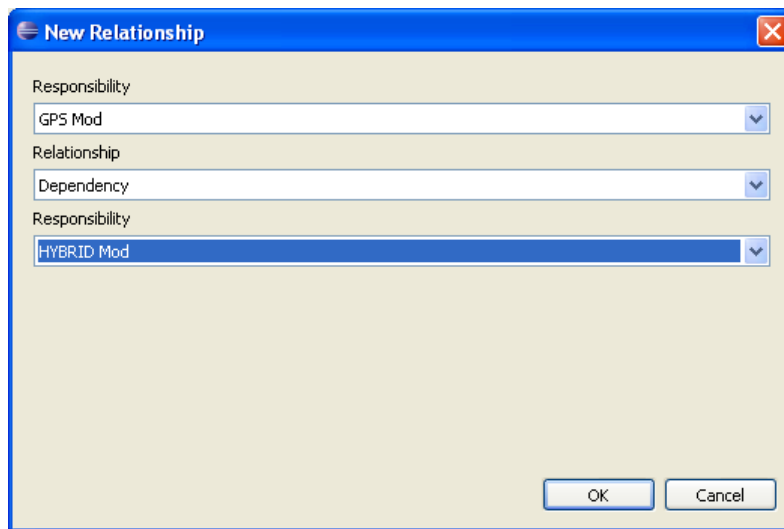 New Relationship
Responsibility
GPS Mod
Relationship
Dependency
Responsibility
HYBRID Mod
OK Cancel